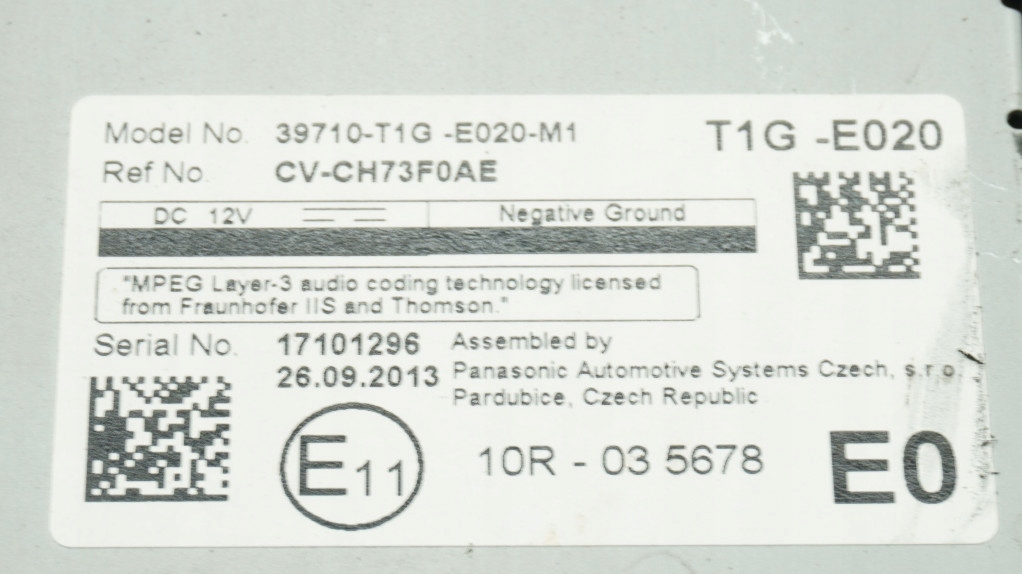 Model No. 39710-T1G -E020-M1
T1G -E020
Ref No. CV-CH73F0AE
DC 12V Negative Ground
"MPEG Layer-3 audio coding technology licensed
from Fraunhofer IIS and Thomson."
Serial No. 17101296 Assembled by
26.09.2013 Panasonic Automotive Systems Czech, s.r.o.
Pardubice, Czech Republic
E11 10R - 03 5678 E0